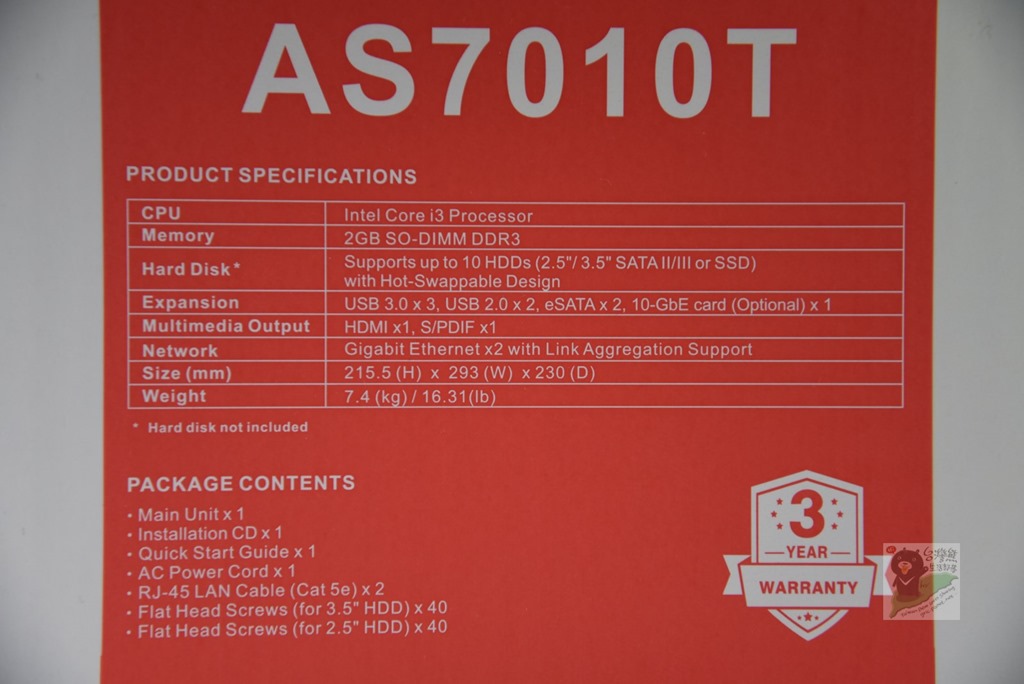 AS7010T
PRODUCT SPECIFICATIONS
CPU Intel Core i3 Processor
Memory 2GB SO-DIMM DDR3
Hard Disk* Supports up to 10 HDDs (2.5"/ 3.5" SATA II/III or SSD)
with Hot-Swappable Design
Expansion USB 3.0 x 3, USB 2.0 x 2, eSATA x 2, 10-GbE card (Optional) x 1
Multimedia Output HDMI x1, S/PDIF x1
Network Gigabit Ethernet x2 with Link Aggregation Support
Size (mm) 215.5 (H) x 293 (W) x 230 (D)
Weight 7.4 (kg) / 16.31(lb)
* Hard disk not included
PACKAGE CONTENTS
• Main Unit x 1
• Installation CD x 1
• Quick Start Guide x 1
• AC Power Cord x 1
• RJ-45 LAN Cable (Cat 5e) x 2
• Flat Head Screws (for 3.5" HDD) x 40
• Flat Head Screws (for 2.5" HDD) x 40
3
YEAR
WARRANTY